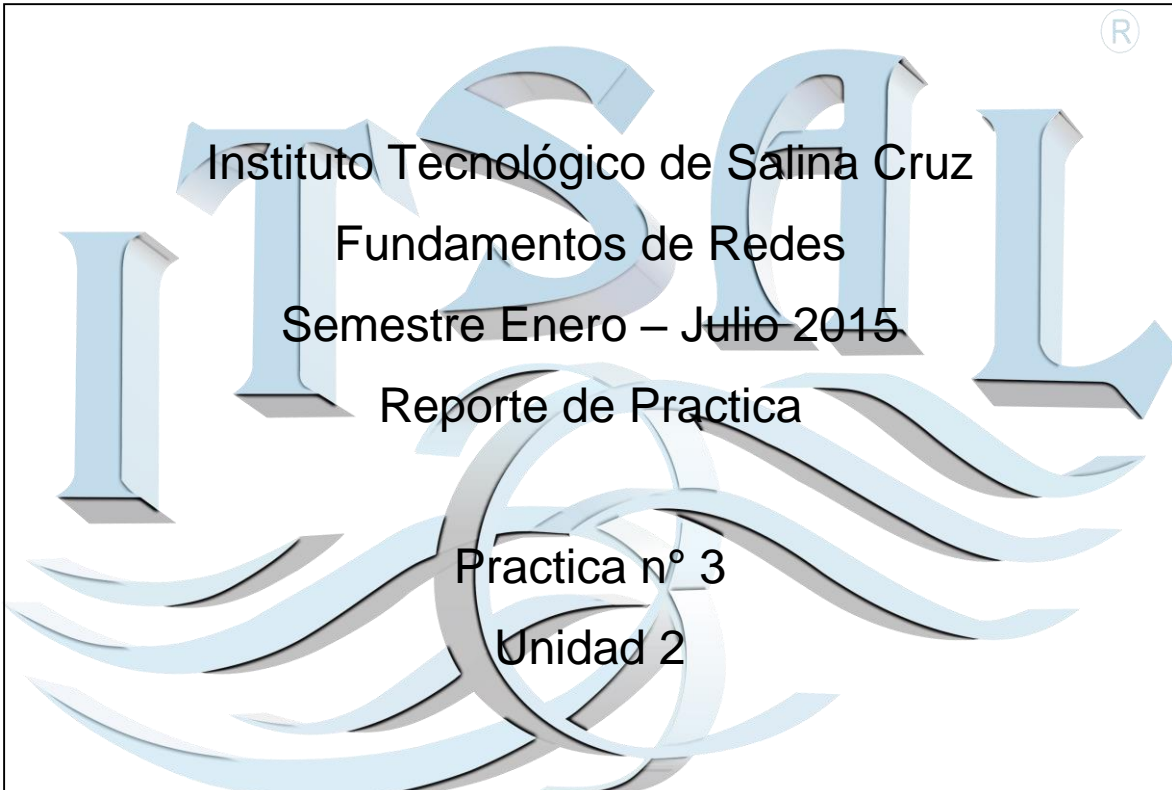 ®
ITSAL
Instituto Tecnológico de Salina Cruz
Fundamentos de Redes
Semestre Enero – Julio 2015
Reporte de Practica
Practica n° 3
Unidad 2